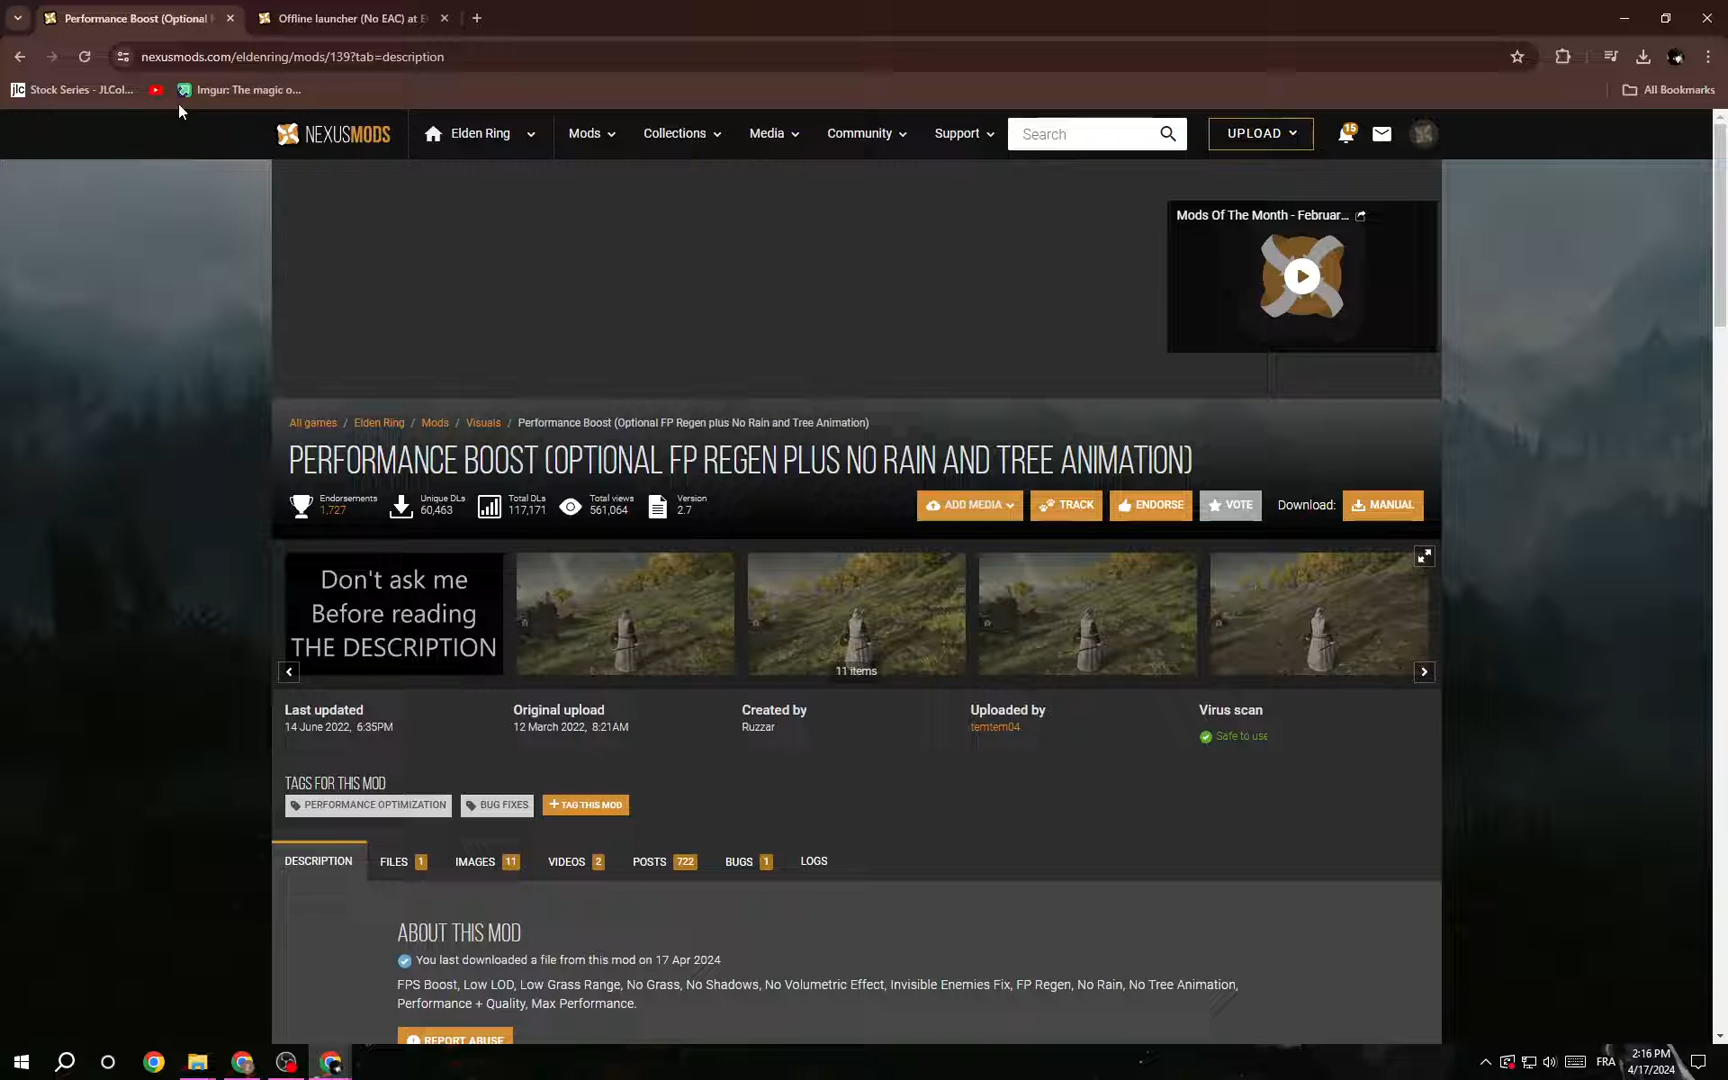 Performance Boost (Optional
Offline launcher (No EAC) at E
nexusmods.com/eldenring/mods/139?tab=description
jlc Stock Series - JLCol...
Imgur: The magic o...
All Bookmarks
NEXUSMODS
Elden Ring
Mods
Collections
Media
Community
Support
Search
UPLOAD
15
Mods Of The Month - Februar...
All games / Elden Ring / Mods / Visuals / Performance Boost (Optional FP Regen plus No Rain and Tree Animation)
PERFORMANCE BOOST (OPTIONAL FP REGEN PLUS NO RAIN AND TREE ANIMATION)
Endorsements
1,727
Unique DLs
60,463
Total DLs
117,171
Total views
561,064
Version
2.7
ADD MEDIA
TRACK
ENDORSE
VOTE
Download:
MANUAL
Don't ask me
Before reading
THE DESCRIPTION
11 items
Last updated
14 June 2022, 6:35PM
Original upload
12 March 2022, 8:21AM
Created by
Ruzzar
Uploaded by
temtem04
Virus scan
Safe to use
TAGS FOR THIS MOD
PERFORMANCE OPTIMIZATION
BUG FIXES
+ TAG THIS MOD
DESCRIPTION
FILES 1
IMAGES 11
VIDEOS 2
POSTS 722
BUGS 1
LOGS
ABOUT THIS MOD
You last downloaded a file from this mod on 17 Apr 2024
FPS Boost, Low LOD, Low Grass Range, No Grass, No Shadows, No Volumetric Effect, Invisible Enemies Fix, FP Regen, No Rain, No Tree Animation,
Performance + Quality, Max Performance.
REPORT ABUSE
FRA
2:16 PM
4/17/2024